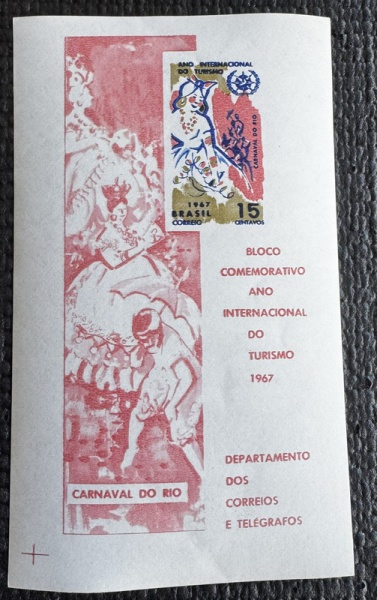 ANO INTERNACIONAL
DO TURISMO
CARNAVAL DO RIO
1967
BRASIL 15
CORREIO CENTAVOS
BLOCO
COMEMORATIVO
ANO
INTERNACIONAL
DO
TURISMO
1967
CARNAVAL DO RIO
DEPARTAMENTO
DOS
CORREIOS
E TELÉGRAFOS